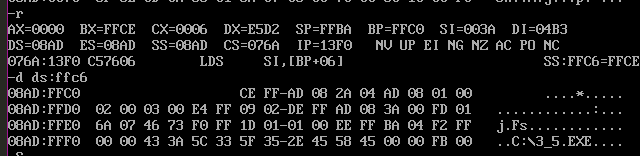 -r
AX=0000 BX=FFCE CX=0006 DX=E5D2 SP=FFBA BP=FFC0 SI=003A DI=04B3
DS=08AD ES=08AD SS=08AD CS=076A IP=13F0 NV UP EI NG NZ AC PO NC
076A:13F0 C57606 LDS SI,[BP+06] SS:FFC6=FFCE
-d ds:ffc6
08AD:FFC0 CE FF-AD 08 2A 04 AD 08 01 00 ....*.....
08AD:FFD0 02 00 03 00 E4 FF 09 02-DE FF AD 08 3A 00 FD 01 ............:...
08AD:FFE0 6A 07 46 73 F0 FF 1D 01-01 00 EE FF BA 04 F2 FF j.Fs............
08AD:FFF0 00 00 43 3A 5C 33 5F 35-2E 45 58 45 00 00 FB 00 ..C:\3_5.EXE....